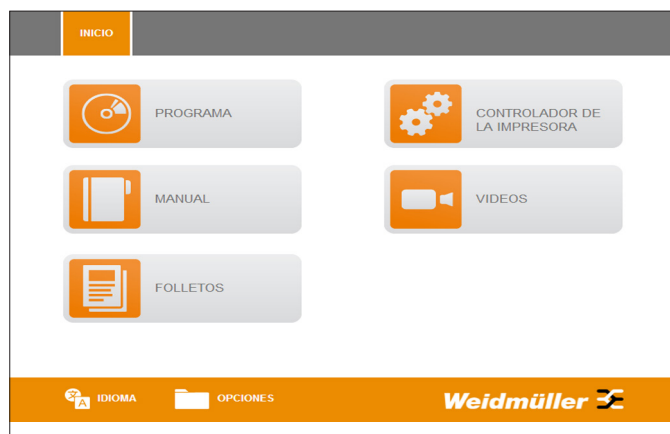 INICIO
PROGRAMA
CONTROLADOR DE
LA IMPRESORA
MANUAL
VIDEOS
FOLLETOS
IDIOMA
OPCIONES
Weidmüller